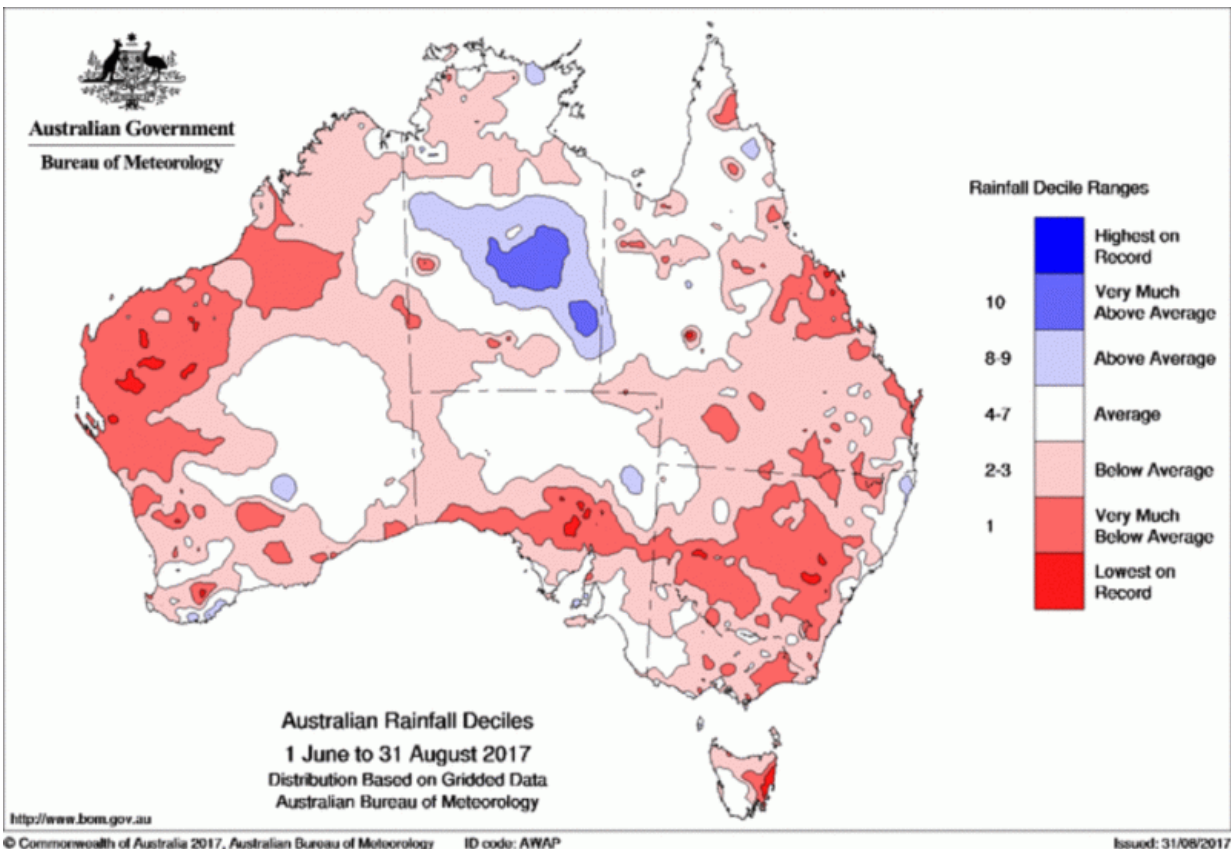 Australian Government
Bureau of Meteorology
Rainfall Decile Ranges
Highest on
Record
10
Very Much
Above Average
8-9
Above Average
4-7
Average
2-3
Below Average
1
Very Much
Below Average
Lowest on
Record
Australian Rainfall Deciles
1 June to 31 August 2017
Distribution Based on Gridded Data
Australian Bureau of Meteorology
http://www.bom.gov.au
© Commonwealth of Australia 2017, Australian Bureau of Meteorology ID code: AWAP Issued: 31/08/2017